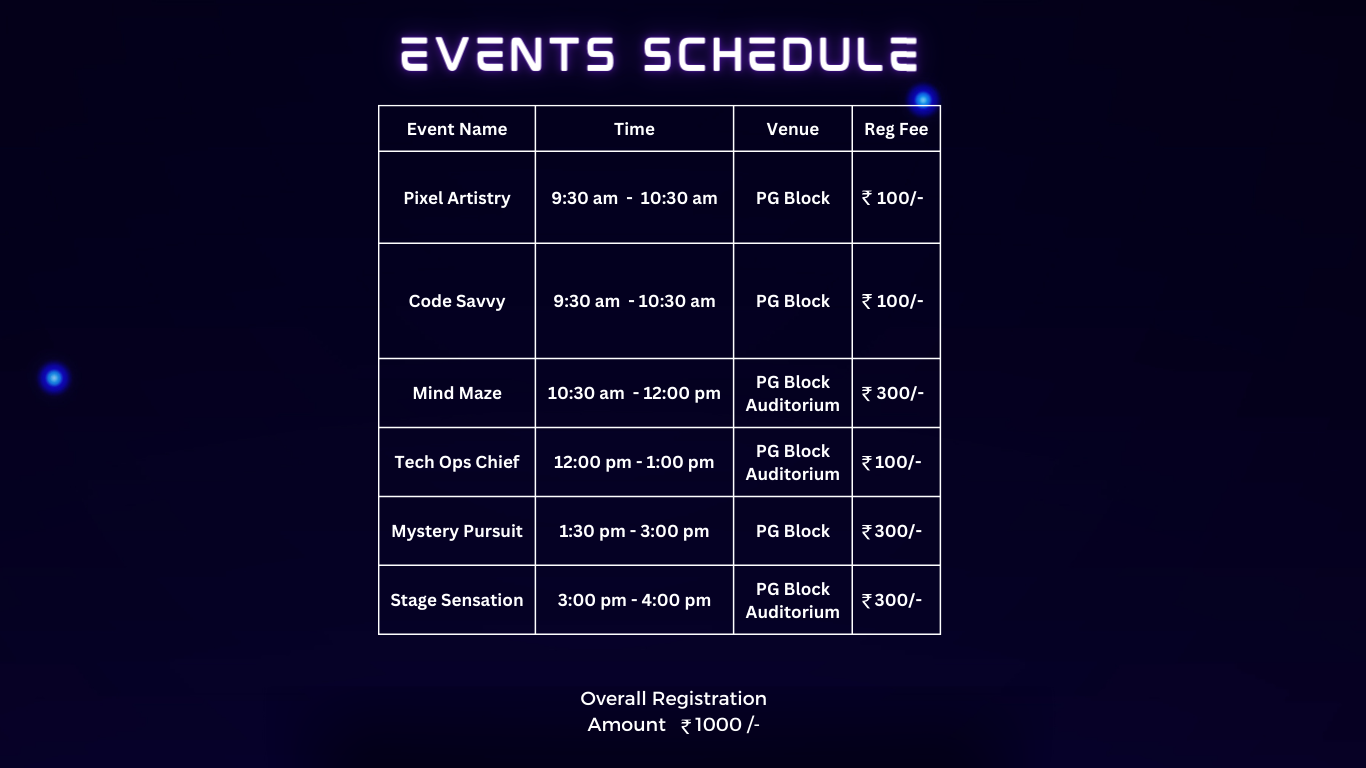 EVENTS SCHEDULE
Event Name Time Venue Reg Fee
Pixel Artistry 9:30 am - 10:30 am PG Block ₹ 100/-
Code Savvy 9:30 am - 10:30 am PG Block ₹ 100/-
Mind Maze 10:30 am - 12:00 pm PG Block
Auditorium ₹ 300/-
Tech Ops Chief 12:00 pm - 1:00 pm PG Block
Auditorium ₹ 100/-
Mystery Pursuit 1:30 pm - 3:00 pm PG Block ₹ 300/-
Stage Sensation 3:00 pm - 4:00 pm PG Block
Auditorium ₹ 300/-
Overall Registration
Amount ₹ 1000 /-